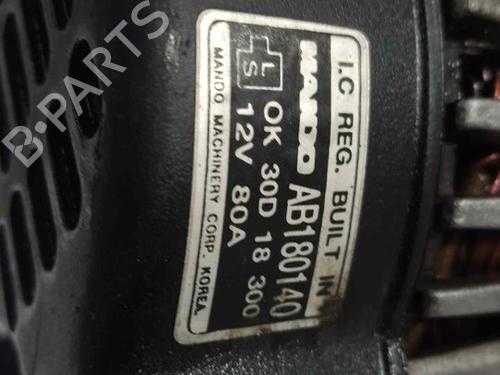 I.C REG. BUILT IN
MANDO AB180140
L
S
OK 30D 18 300
12V 80A
MANDO MACHINERY CORP. KOREA.
B-PARTS